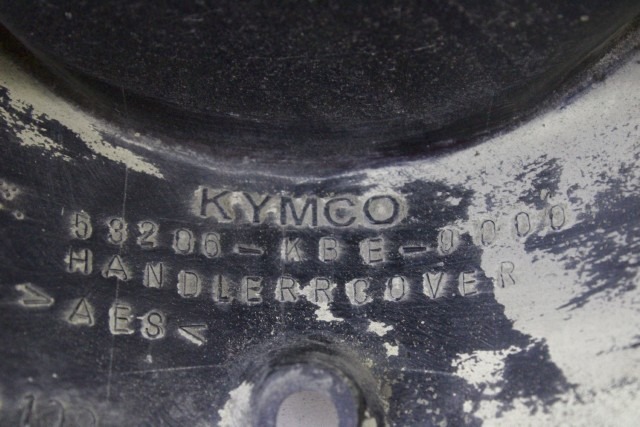 KYMCO
53206-KBE-0000
HANDLERRCOVER
>AES<